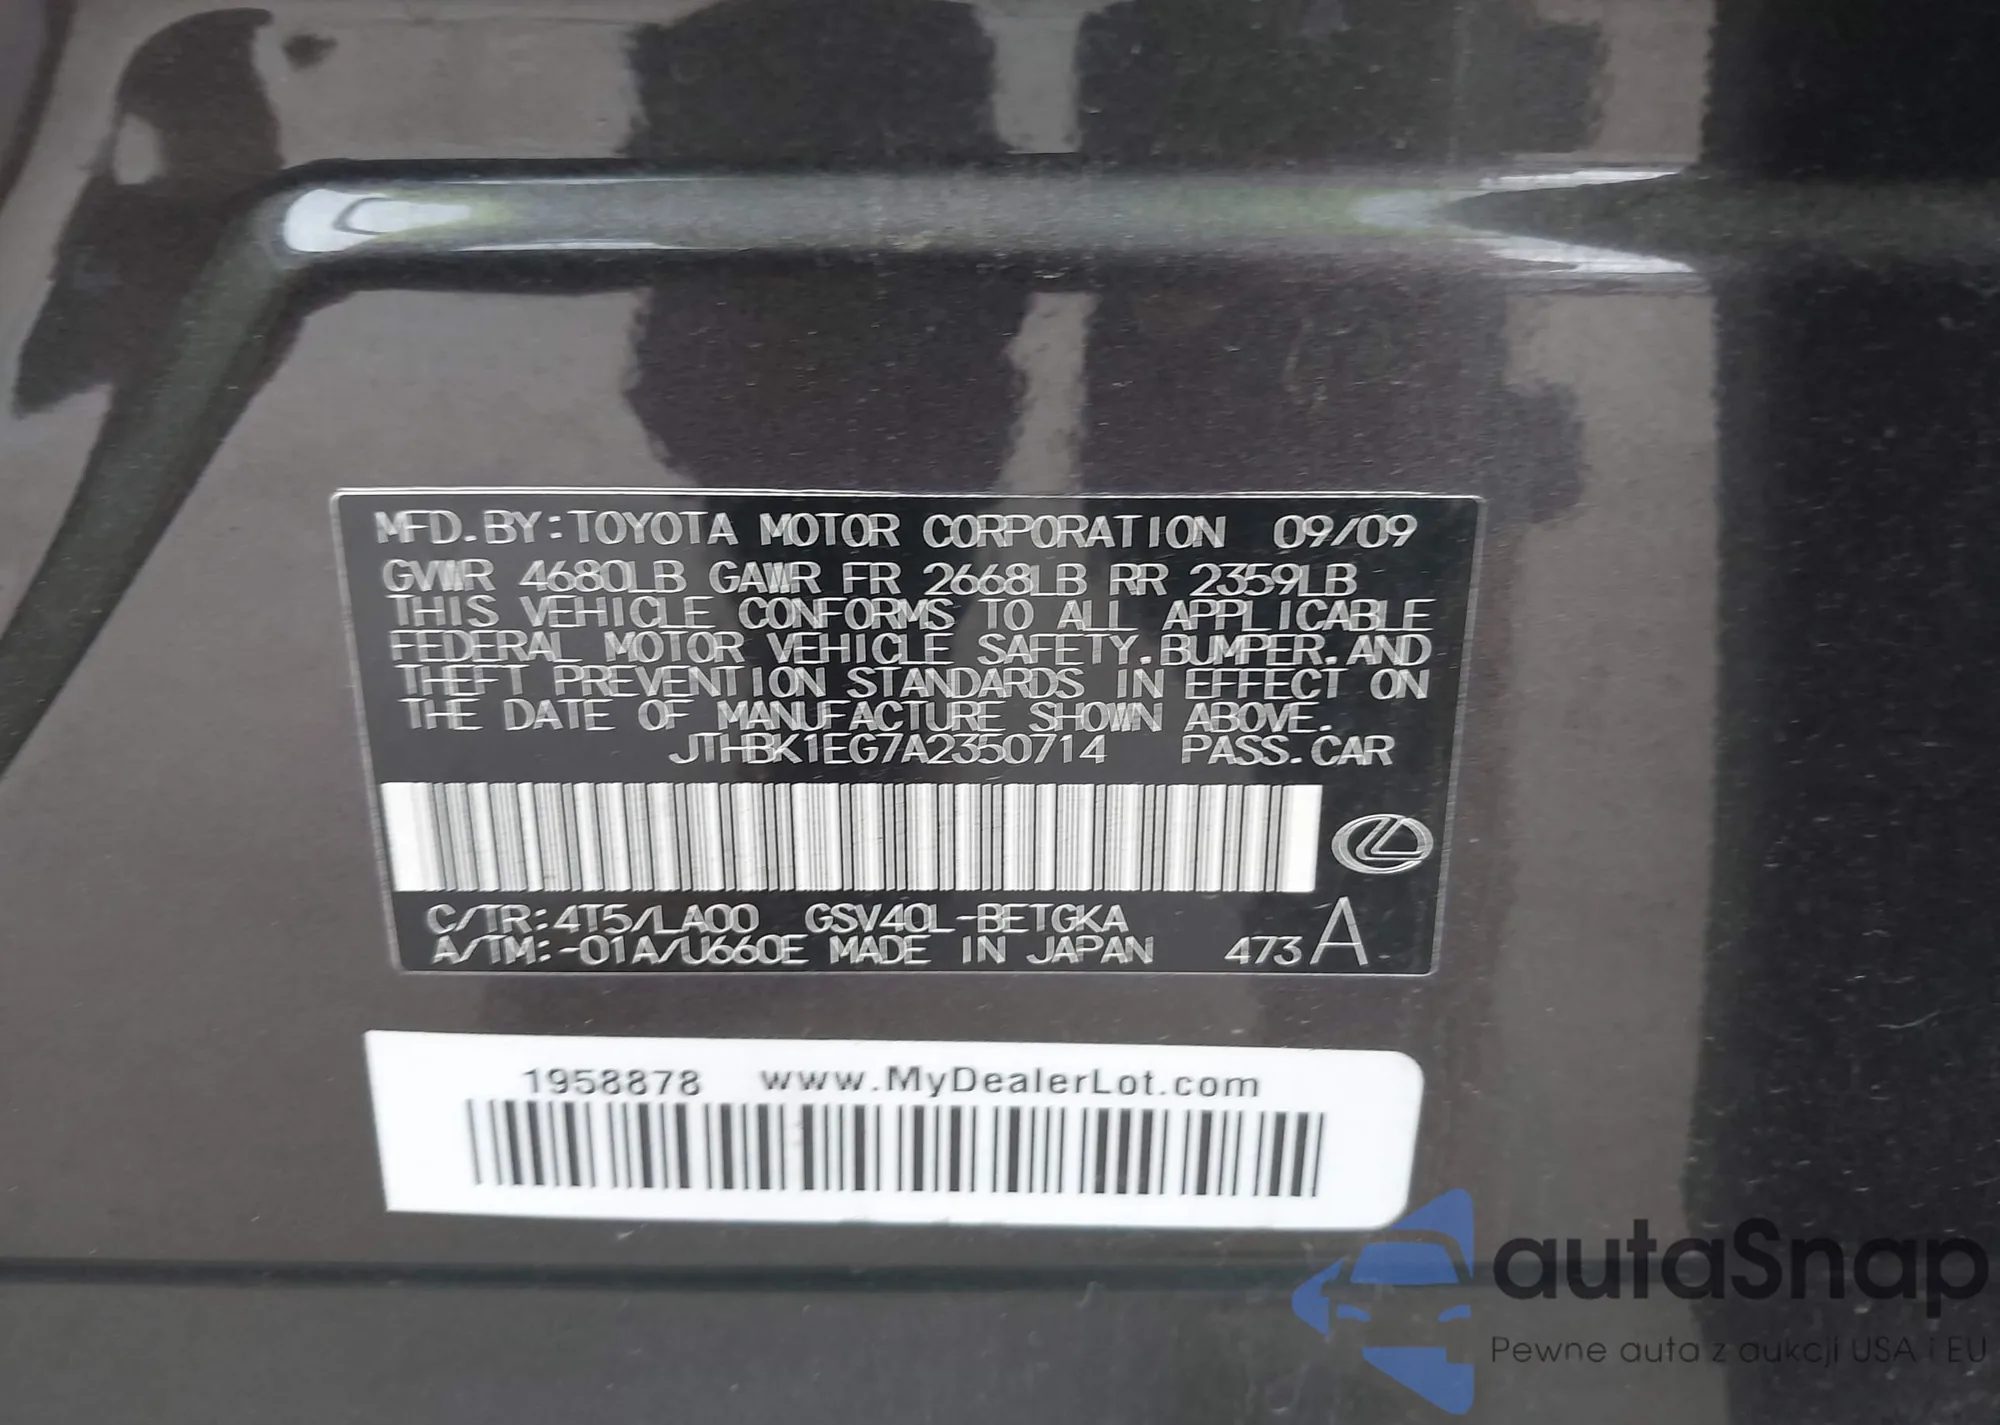 MFD. BY: TOYOTA MOTOR CORPORATION 09/09
GVWR 4680LB GAWR FR 2668LB RR 2359LB
THIS VEHICLE CONFORMS TO ALL APPLICABLE
FEDERAL MOTOR VEHICLE SAFETY, BUMPER, AND
THEFT PREVENTION STANDARDS IN EFFECT ON
THE DATE OF MANUFACTURE SHOWN ABOVE.
JTHBK1EG7A2350714 PASS. CAR
C/TR: 4T5/LA00 GSV40L-BETGKA
A/TM: -01A/U660E MADE IN JAPAN 473 A
1958878 www.MyDealerLot.com
autaSnap
Pewne auta z aukcji USA i EU